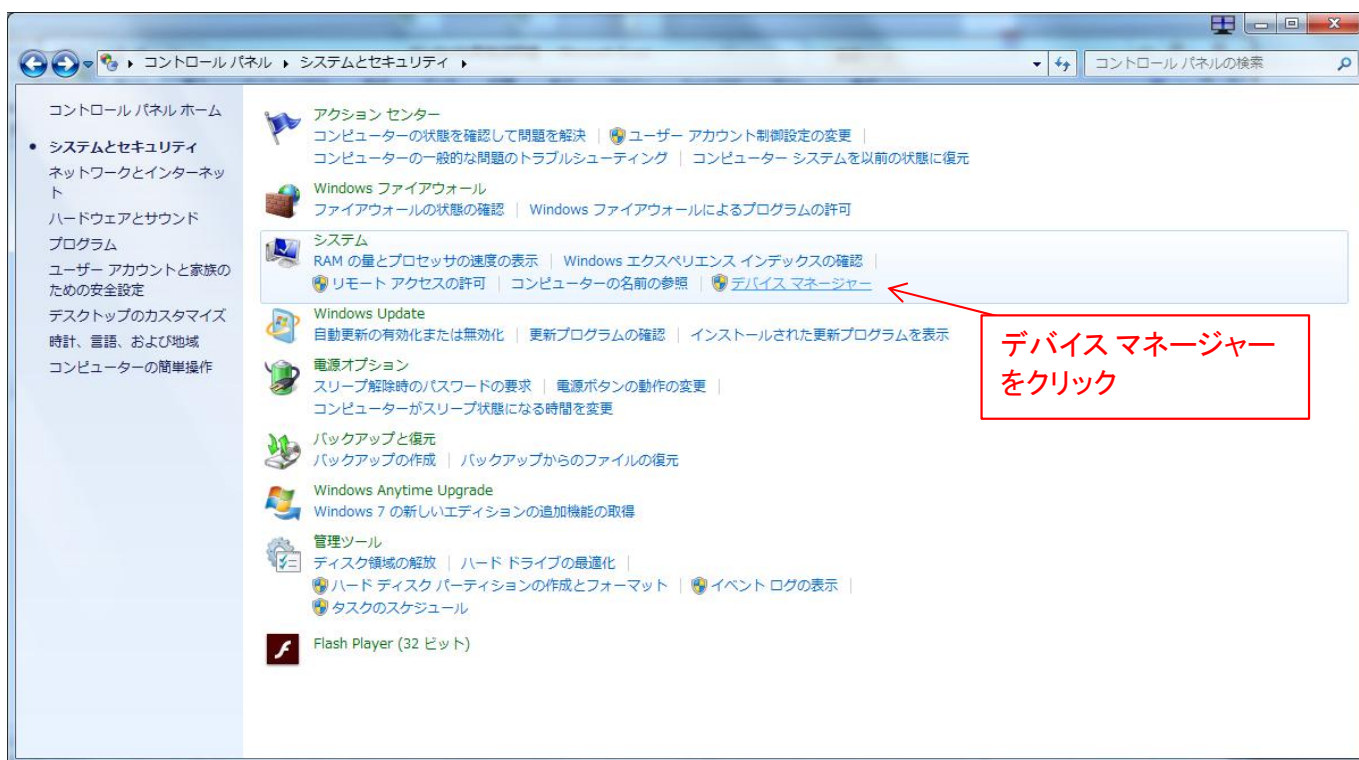 コントロール パネル ▸ システムとセキュリティ ▸
コントロール パネルの検索
コントロール パネル ホーム
システムとセキュリティ
ネットワークとインターネッ
ト
ハードウェアとサウンド
プログラム
ユーザー アカウントと家族の
ための安全設定
デスクトップのカスタマイズ
時計、言語、および地域
コンピューターの簡単操作
アクション センター
コンピューターの状態を確認して問題を解決 | ユーザー アカウント制御設定の変更 |
コンピューターの一般的な問題のトラブルシューティング | コンピューター システムを以前の状態に復元
Windows ファイアウォール
ファイアウォールの状態の確認 | Windows ファイアウォールによるプログラムの許可
システム
RAM の量とプロセッサの速度の表示 | Windows エクスペリエンス インデックスの確認 |
リモート アクセスの許可 | コンピューターの名前の参照 | デバイス マネージャー
Windows Update
自動更新の有効化または無効化 | 更新プログラムの確認 | インストールされた更新プログラムを表示
デバイス マネージャー
をクリック
電源オプション
スリープ解除時のパスワードの要求 | 電源ボタンの動作の変更 |
コンピューターがスリープ状態になる時間を変更
バックアップと復元
バックアップの作成 | バックアップからのファイルの復元
Windows Anytime Upgrade
Windows 7 の新しいエディションの追加機能の取得
管理ツール
ディスク領域の解放 | ハード ドライブの最適化 |
ハード ディスク パーティションの作成とフォーマット | イベント ログの表示 |
タスクのスケジュール
Flash Player (32 ビット)